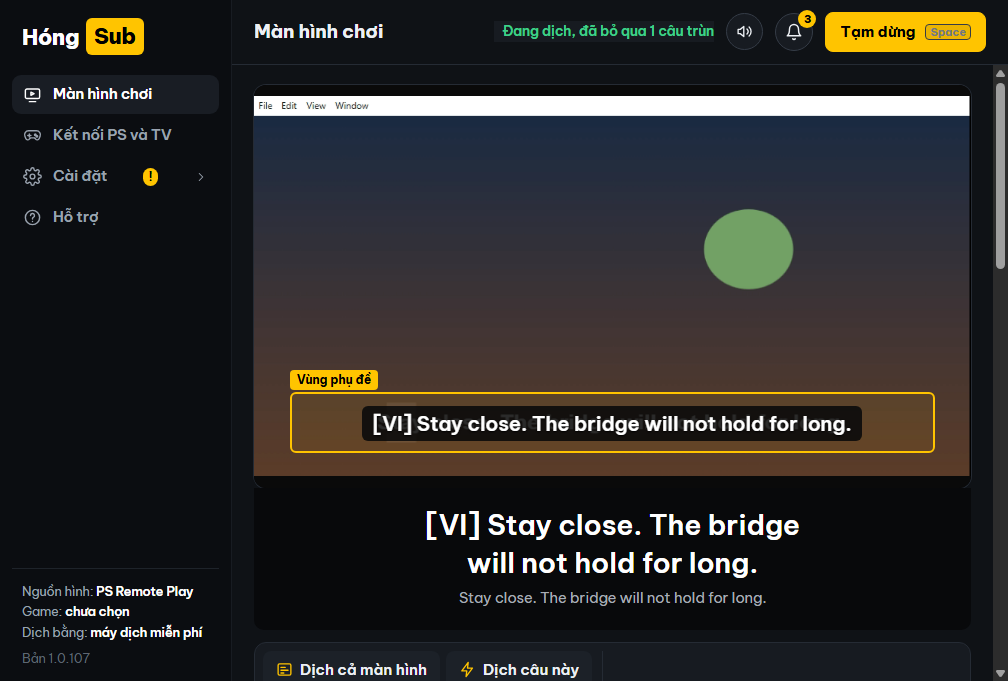 Hóng Sub
Màn hình chơi
Kết nối PS và TV
Cài đặt !
Hỗ trợ
Nguồn hình: PS Remote Play
Game: chưa chọn
Dịch bằng: máy dịch miễn phí
Bản 1.0.107
Màn hình chơi
Đang dịch, đã bỏ qua 1 câu trùn
3
Tạm dừng Space
File Edit View Window
Vùng phụ đề
[VI] Stay close. The bridge will not hold for long.
[VI] Stay close. The bridge
will not hold for long.
Stay close. The bridge will not hold for long.
Dịch cả màn hình
Dịch câu này